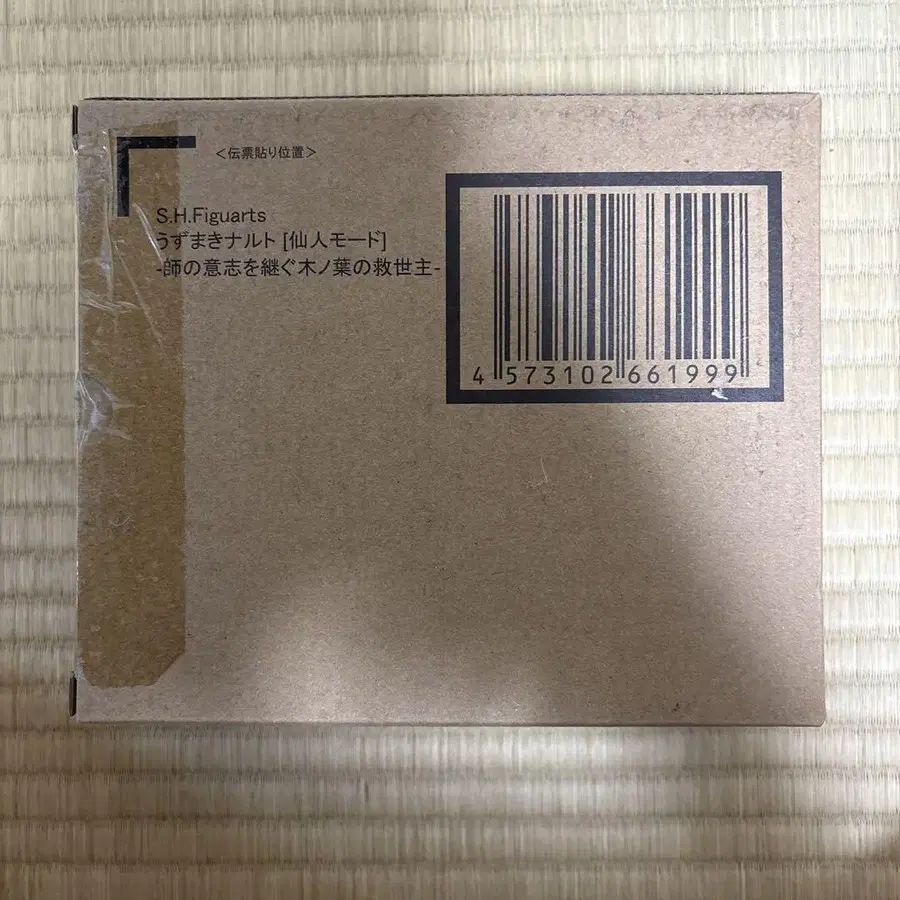 <伝票貼り位置>
S.H.Figuarts
うずまきナルト [仙人モード]
-師の意志を継ぐ木ノ葉の救世主-
4 573102 661999